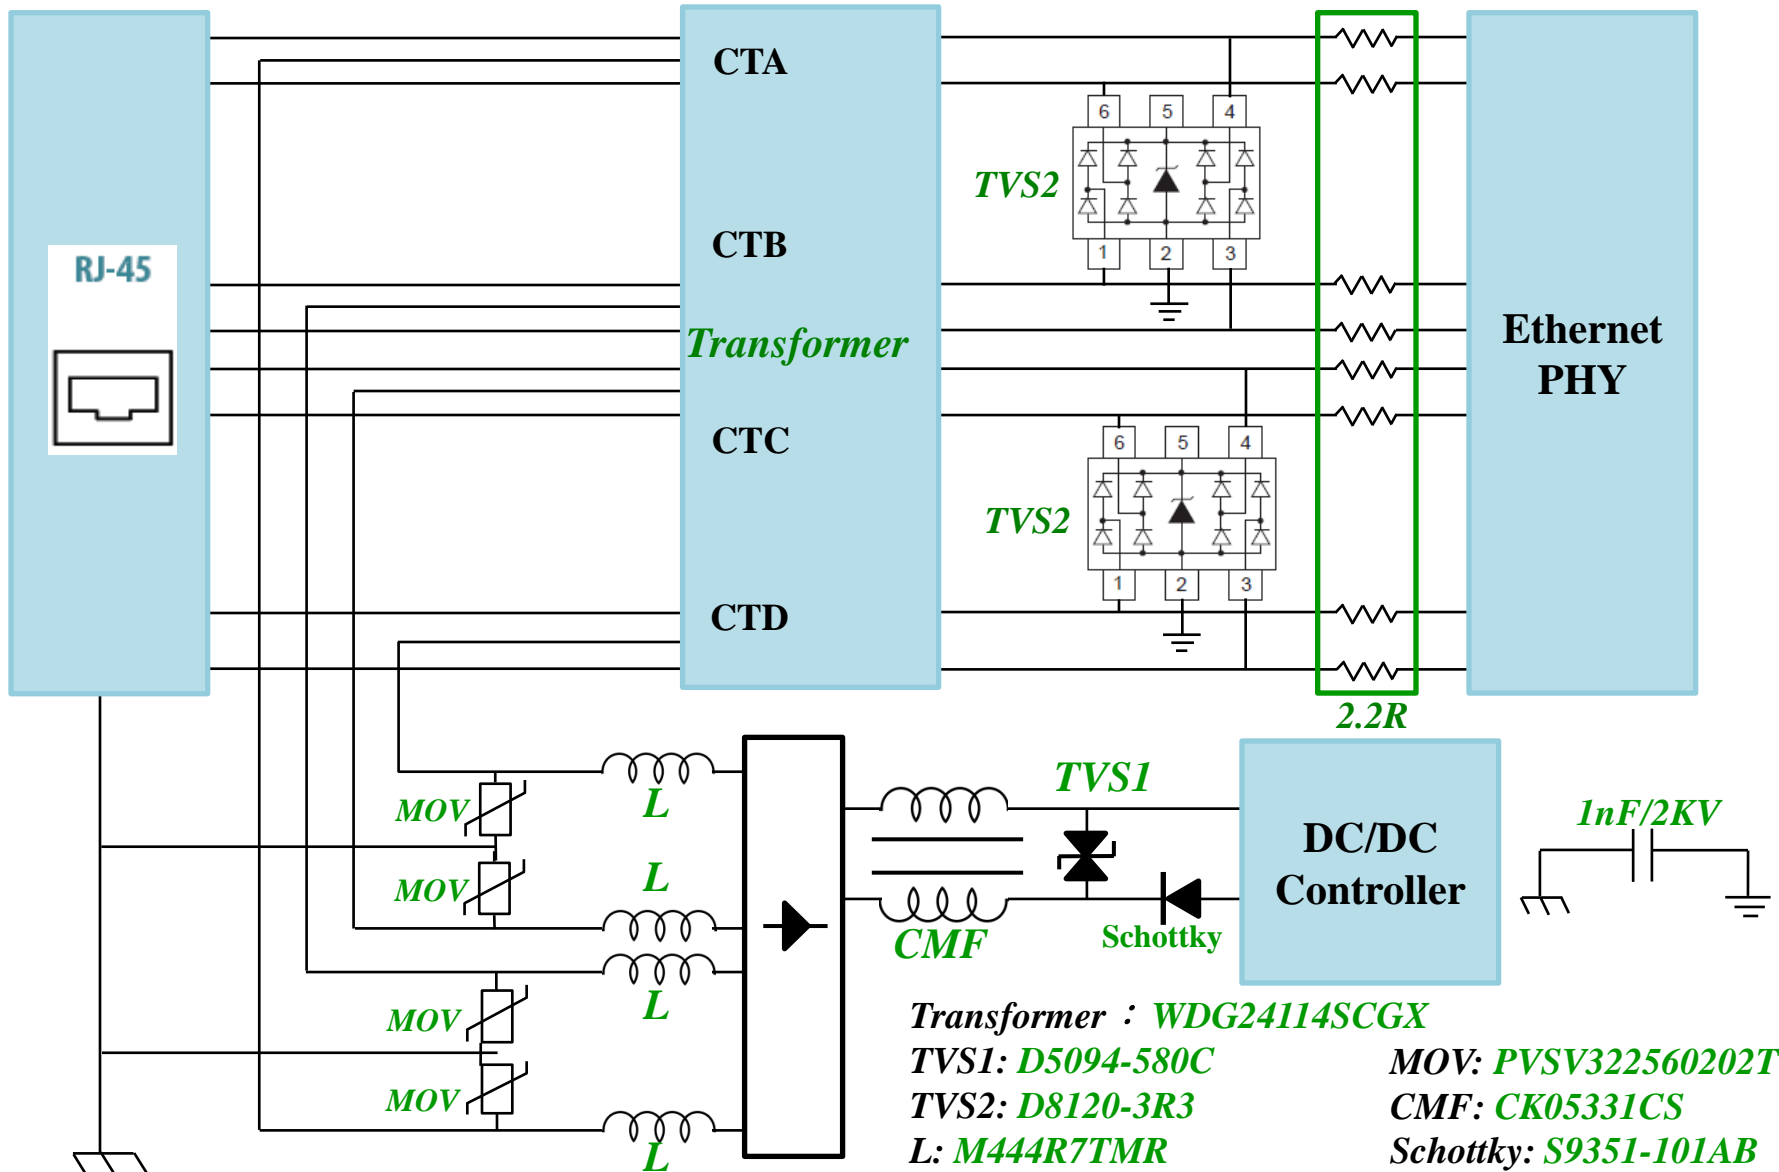 CTA
6 5 4
TVS2
CTB
1 2 3
RJ-45
Transformer
Ethernet
PHY
CTC
6 5 4
TVS2
1 2 3
CTD
2.2R
TVS1
MOV
L
1nF/2KV
DC/DC
Controller
MOV
L
CMF
Schottky
L
MOV
MOV
L
Transformer : WDG24114SCGX
TVS1: D5094-580C
MOV: PVSV322560202T
TVS2: D8120-3R3
CMF: CK05331CS
L: M444R7TMR
Schottky: S9351-101AB